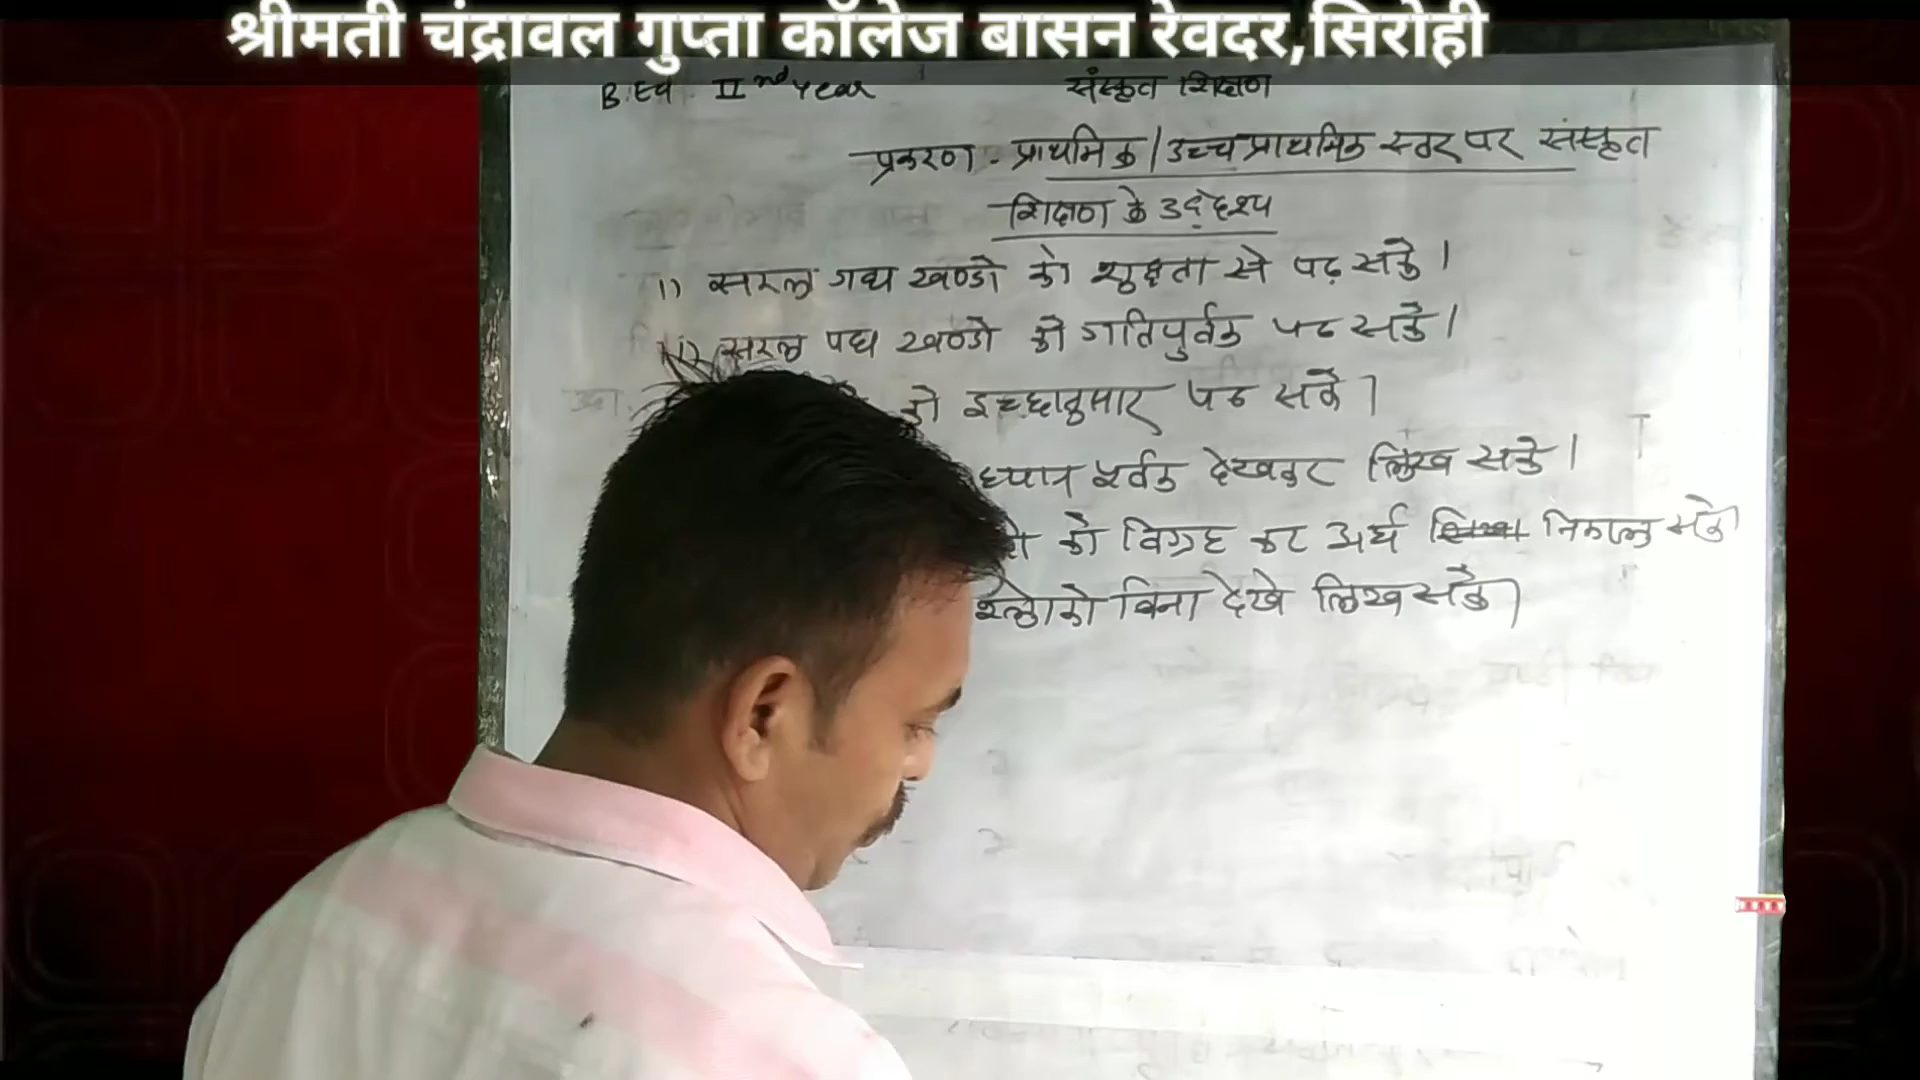 श्रीमती चंद्रावल गुप्ता कॉलेज बासन रेवदर,सिरोही
B.Ed II nd year संस्कृत शिक्षण
प्रकरण - प्राथमिक / उच्च प्राथमिक स्तर पर संस्कृत
शिक्षण के उद्देश्य
1) सरल गद्य खण्डो को शुद्धता से पढ़ सके।
सरल पद्य खण्डो को गतिपुर्वक पढ सकें।
को इच्छानुसार पढ सकें।
ध्यान पूर्वक देखकर लिख सके।
को विग्रह कर अर्थ निकाल सके
श्लोको बिना देखे लिख सकें।